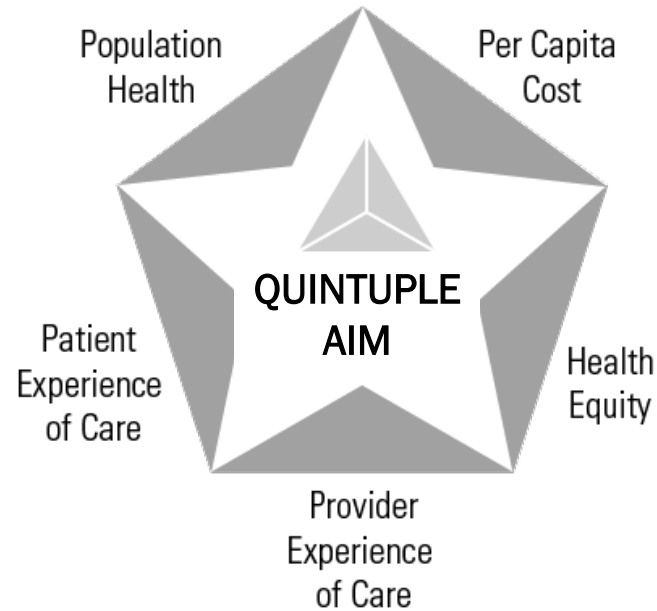 Population
Health
Per Capita
Cost
QUINTUPLE
AIM
Patient
Experience
of Care
Health
Equity
Provider
Experience
of Care